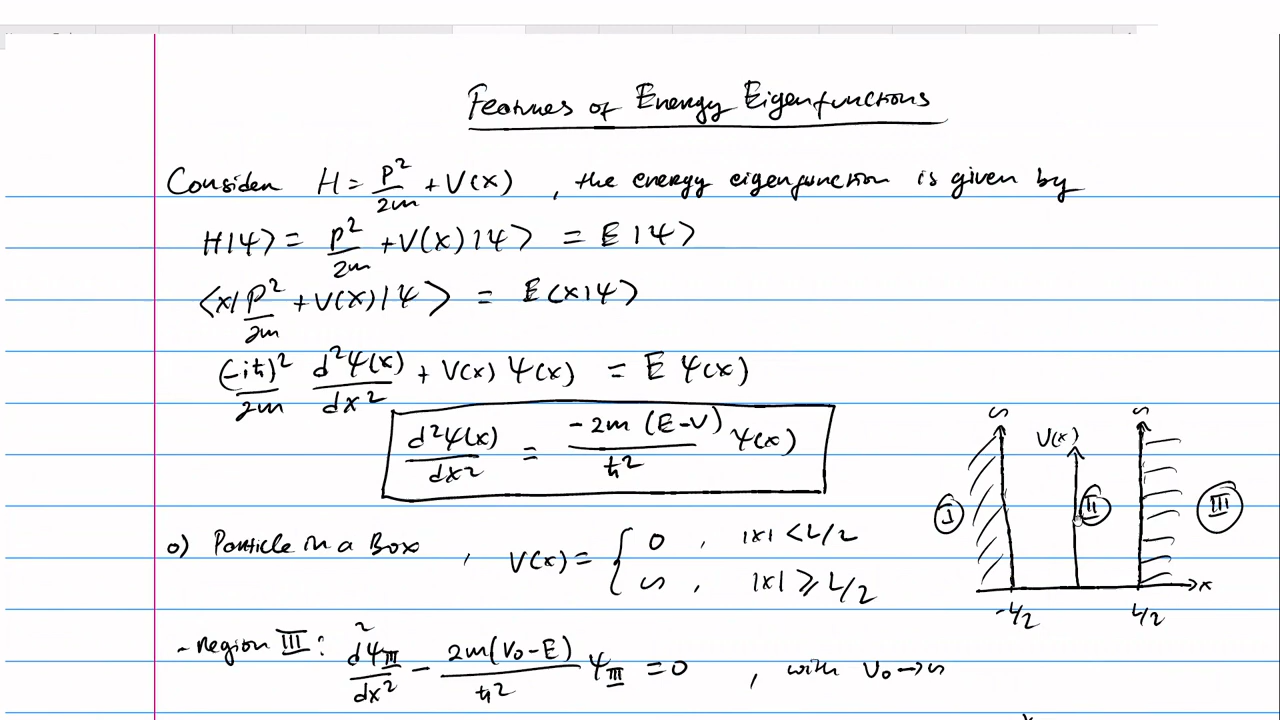 Features of Energy Eigenfunctions
Consider H = P²/2m + V(X) , the energy eigenfunction is given by
H|ψ> = P²/2m + V(X)|ψ> = E|ψ>
<x|P²/2m + V(X)|ψ> = E<x|ψ>
(-iħ)²/2m d²ψ(x)/dx² + V(x) ψ(x) = E ψ(x)
d²ψ(x)/dx² = -2m(E-V)/ħ² ψ(x)
∞ V(x) ∞
I II III
-L/2 L/2 x
o) Particle in a Box , V(x) = { 0 , |x| < L/2
∞ , |x| ⩾ L/2
- Region III : d²ψ_III/dx² - 2m(V₀-E)/ħ² ψ_III = 0 , with V₀→∞